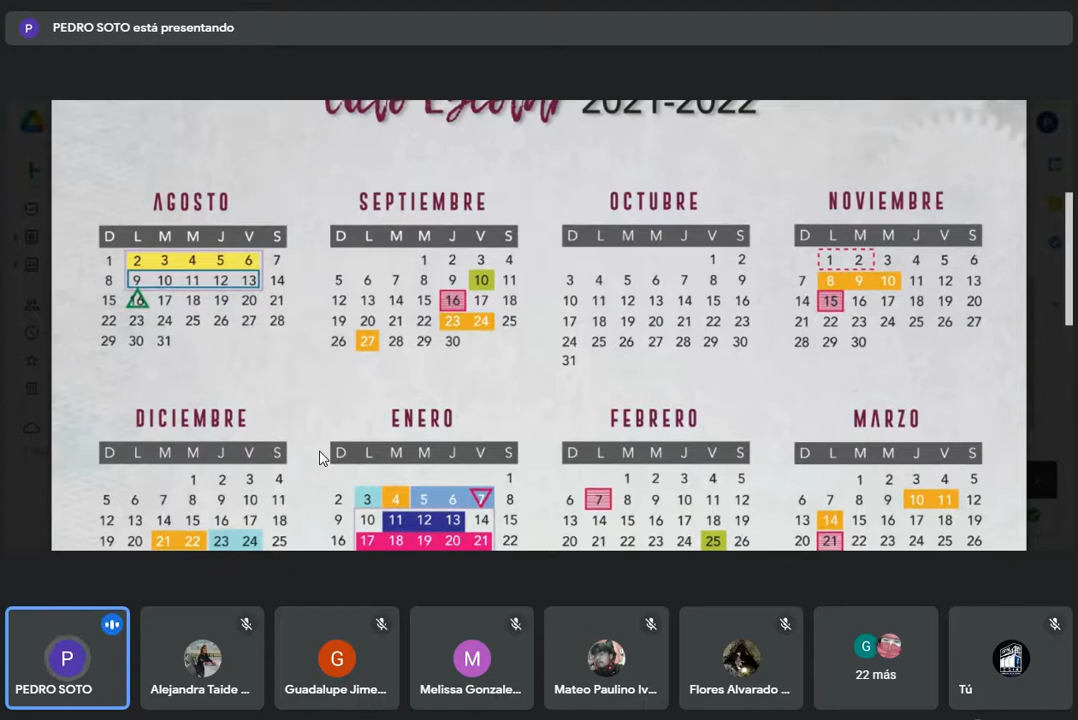 P PEDRO SOTO está presentando
Ciclo Escolar 2021-2022
AGOSTO SEPTIEMBRE OCTUBRE NOVIEMBRE
D L M M J V S D L M M J V S D L M M J V S D L M M J V S
1 2 3 4 5 6 7 1 2 3 4 1 2 1 2 3 4 5 6
8 9 10 11 12 13 14 5 6 7 8 9 10 11 3 4 5 6 7 8 9 7 8 9 10 11 12 13
15 16 17 18 19 20 21 12 13 14 15 16 17 18 10 11 12 13 14 15 16 14 15 16 17 18 19 20
22 23 24 25 26 27 28 19 20 21 22 23 24 25 17 18 19 20 21 22 23 21 22 23 24 25 26 27
29 30 31 26 27 28 29 30 24 25 26 27 28 29 30 28 29 30
31
DICIEMBRE ENERO FEBRERO MARZO
D L M M J V S D L M M J V S D L M M J V S D L M M J V S
1 2 3 4 1 1 2 3 4 5 1 2 3 4 5
5 6 7 8 9 10 11 2 3 4 5 6 7 8 6 7 8 9 10 11 12 6 7 8 9 10 11 12
12 13 14 15 16 17 18 9 10 11 12 13 14 15 13 14 15 16 17 18 19 13 14 15 16 17 18 19
19 20 21 22 23 24 25 16 17 18 19 20 21 22 20 21 22 23 24 25 26 20 21 22 23 24 25 26
P G M G
PEDRO SOTO Alejandra Taide ... Guadalupe Jime... Melissa Gonzale... Mateo Paulino Iv... Flores Alvarado ... 22 más Tú